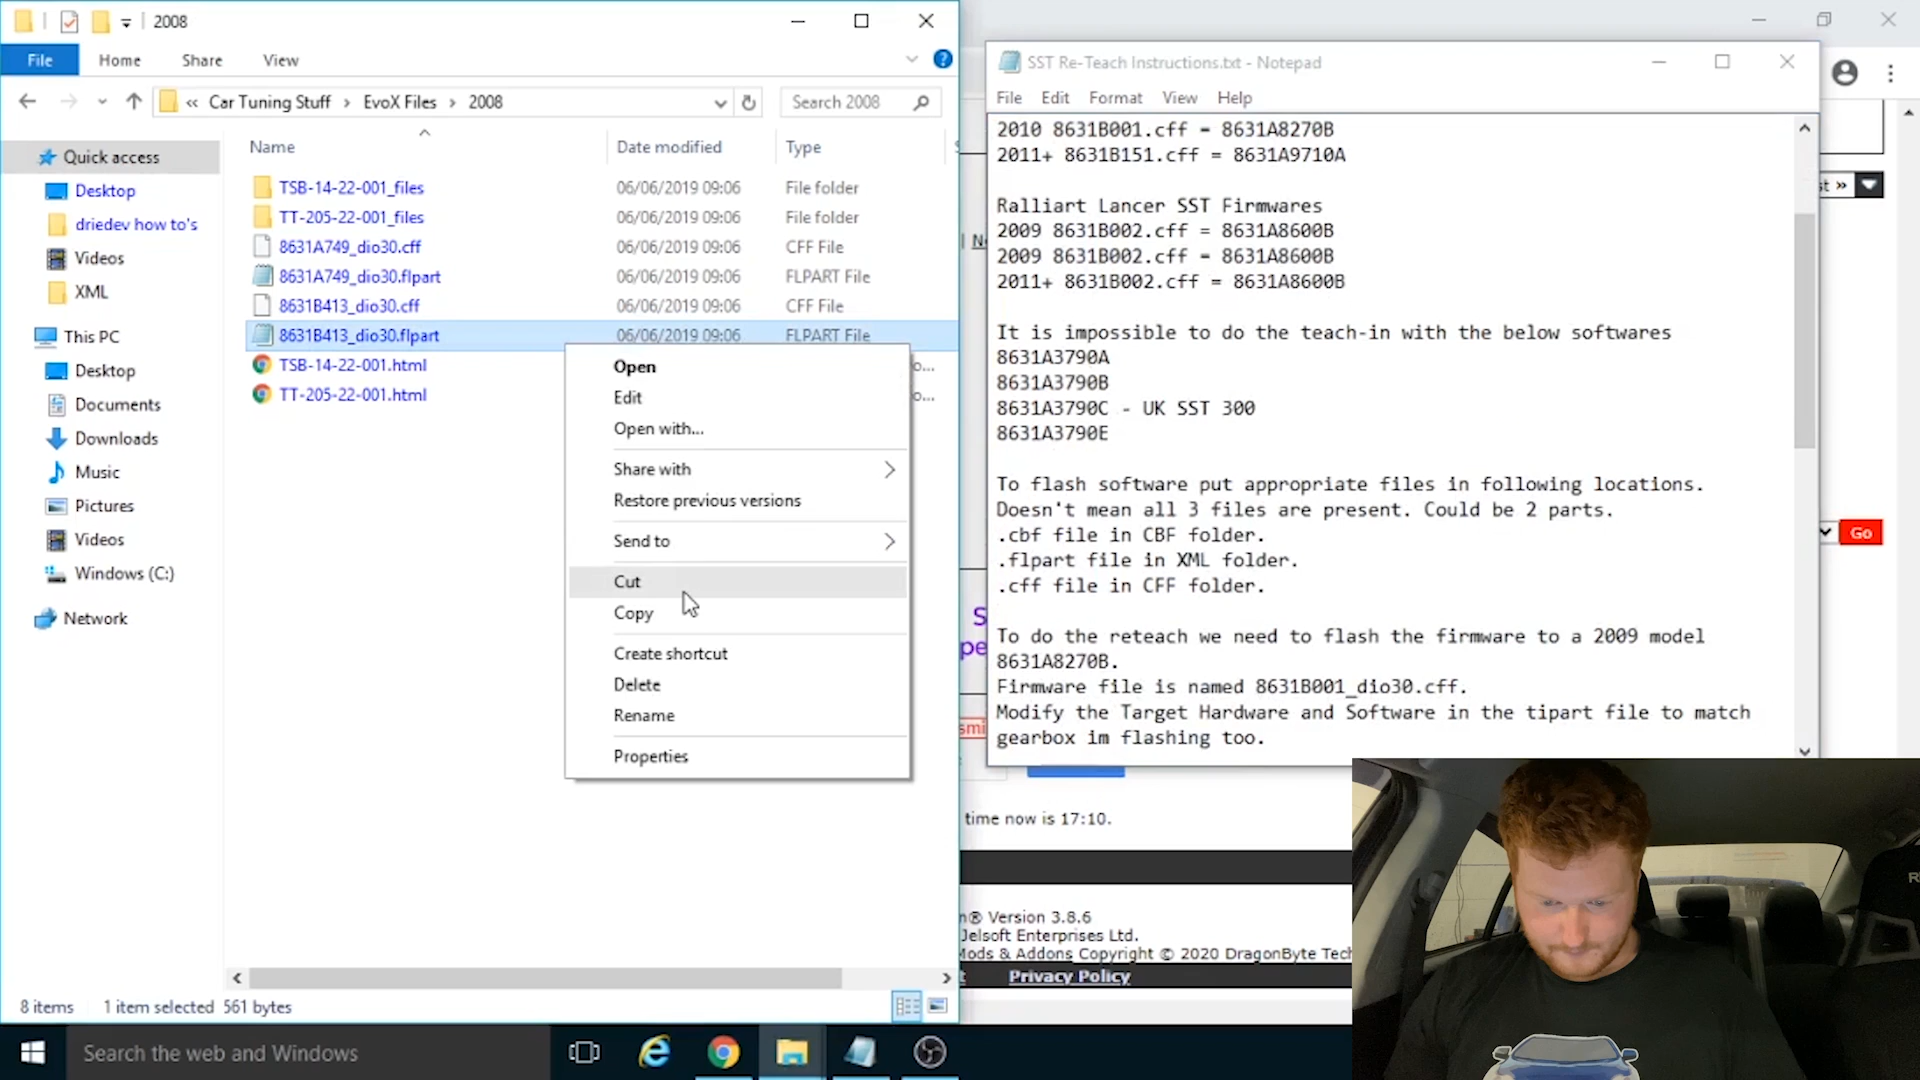 2008
File
Home
Share
View
« Car Tuning Stuff › EvoX Files › 2008
Search 2008
Name
Date modified
Type
Quick access
Desktop
driedev how to's
Videos
XML
This PC
Desktop
Documents
Downloads
Music
Pictures
Videos
Windows (C:)
Network
TSB-14-22-001_files 06/06/2019 09:06 File folder
TT-205-22-001_files 06/06/2019 09:06 File folder
8631A749_dio30.cff 06/06/2019 09:06 CFF File
8631A749_dio30.flpart 06/06/2019 09:06 FLPART File
8631B413_dio30.cff 06/06/2019 09:06 CFF File
8631B413_dio30.flpart 06/06/2019 09:06 FLPART File
TSB-14-22-001.html
TT-205-22-001.html
Open
Edit
Open with...
Share with
Restore previous versions
Send to
Cut
Copy
Create shortcut
Delete
Rename
Properties
8 items 1 item selected 561 bytes
Search the web and Windows
SST Re-Teach Instructions.txt - Notepad
File Edit Format View Help
2010 8631B001.cff = 8631A8270B
2011+ 8631B151.cff = 8631A9710A
Ralliart Lancer SST Firmwares
2009 8631B002.cff = 8631A8600B
2009 8631B002.cff = 8631A8600B
2011+ 8631B002.cff = 8631A8600B
It is impossible to do the teach-in with the below softwares
8631A3790A
8631A3790B
8631A3790C - UK SST 300
8631A3790E
To flash software put appropriate files in following locations.
Doesn't mean all 3 files are present. Could be 2 parts.
.cbf file in CBF folder.
.flpart file in XML folder.
.cff file in CFF folder.
To do the reteach we need to flash the firmware to a 2009 model
8631A8270B.
Firmware file is named 8631B001_dio30.cff.
Modify the Target Hardware and Software in the tipart file to match
gearbox im flashing too.
Go
time now is 17:10.
Version 3.8.6
Jelsoft Enterprises Ltd.
Mods & Addons Copyright © 2020 DragonByte Tech
Privacy Policy